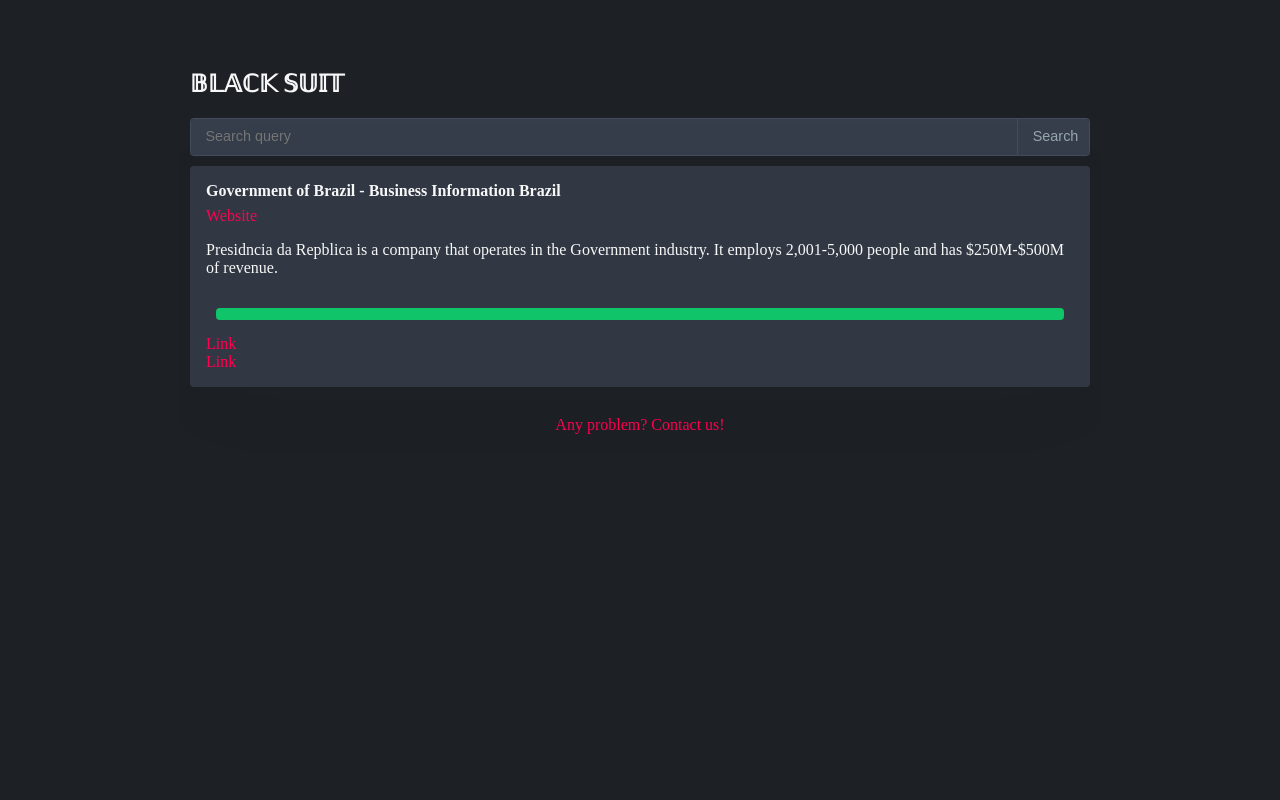 𝔹𝕃𝔸ℂ𝕂 𝕊𝕌𝕀𝕋
Search query
Search
Government of Brazil - Business Information Brazil
Website
Presidncia da Repblica is a company that operates in the Government industry. It employs 2,001-5,000 people and has $250M-$500M
of revenue.
Link
Link
Any problem? Contact us!